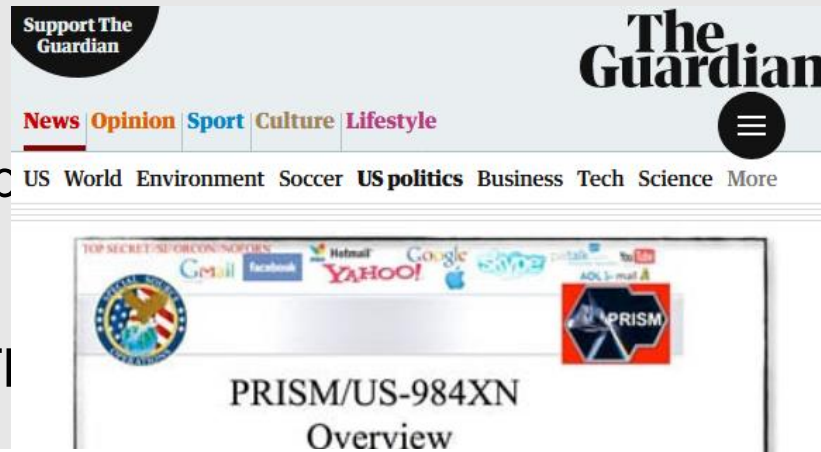 Support The
Guardian
The
Guardian
News Opinion Sport Culture Lifestyle
US World Environment Soccer US politics Business Tech Science More
TOP SECRET//SI//ORCON//NOFORN
Gmail facebook Hotmail YAHOO! Google skype paltalk YouTube
AOL mail
PRISM
PRISM/US-984XN
Overview